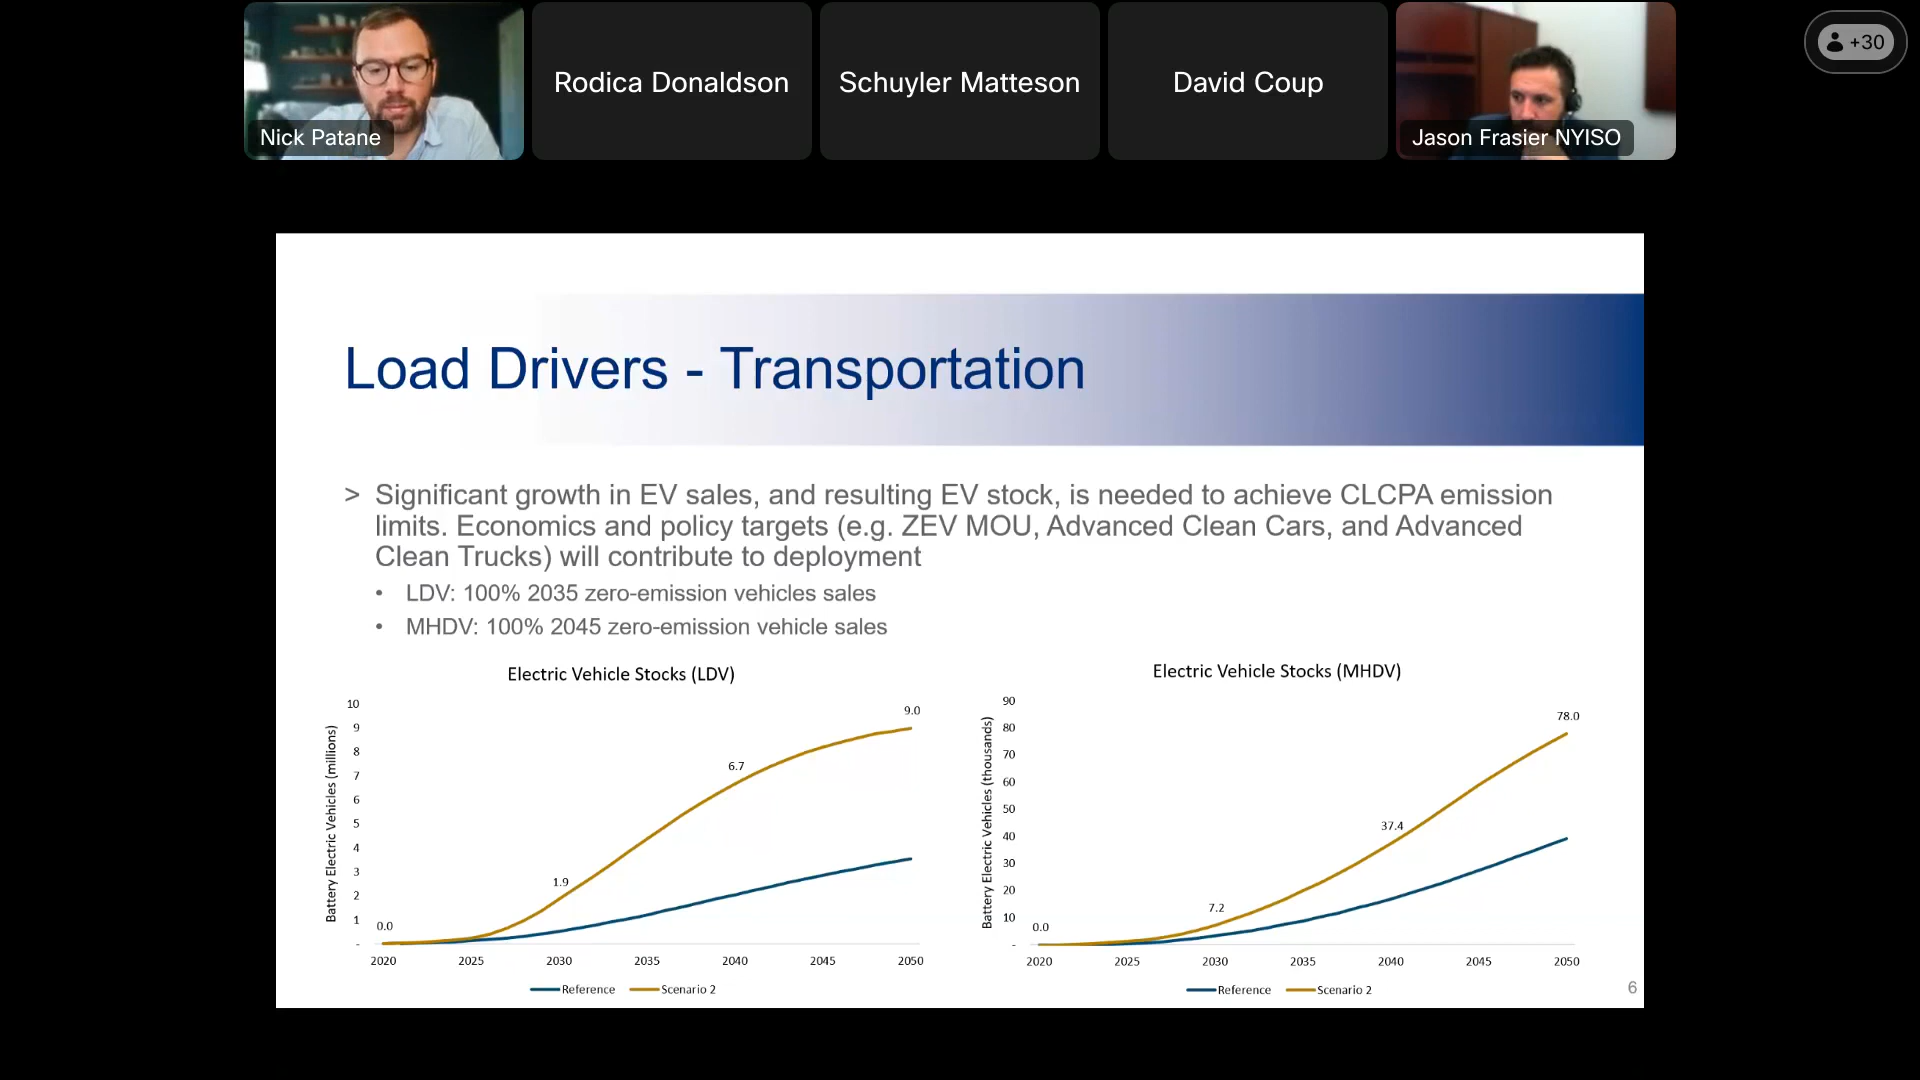 Nick Patane
Rodica Donaldson
Schuyler Matteson
David Coup
Jason Frasier NYISO
+30
Load Drivers - Transportation
> Significant growth in EV sales, and resulting EV stock, is needed to achieve CLCPA emission
limits. Economics and policy targets (e.g. ZEV MOU, Advanced Clean Cars, and Advanced
Clean Trucks) will contribute to deployment
• LDV: 100% 2035 zero-emission vehicles sales
• MHDV: 100% 2045 zero-emission vehicle sales
Electric Vehicle Stocks (LDV)
Battery Electric Vehicles (millions)
10
9
8
7
6
5
4
3
2
1
-
0.0
1.9
6.7
9.0
2020 2025 2030 2035 2040 2045 2050
Reference Scenario 2
Electric Vehicle Stocks (MHDV)
Battery Electric Vehicles (thousands)
90
80
70
60
50
40
30
20
10
-
0.0
7.2
37.4
78.0
2020 2025 2030 2035 2040 2045 2050
Reference Scenario 2
6